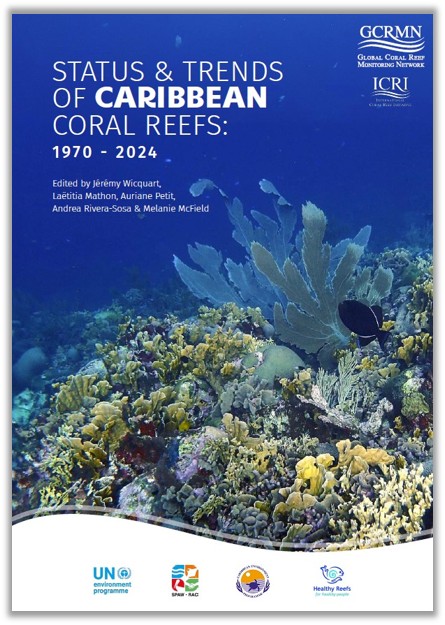 GCRMN
GLOBAL CORAL REEF
MONITORING NETWORK
ICRI
STATUS & TRENDS
OF CARIBBEAN
CORAL REEFS:
1970 - 2024
Edited by Jérémy Wicquart,
Laëtitia Mathon, Auriane Petit,
Andrea Rivera-Sosa & Melanie McField
UN
environment
programme
SPAW - RAC
Healthy Reefs
for healthy people